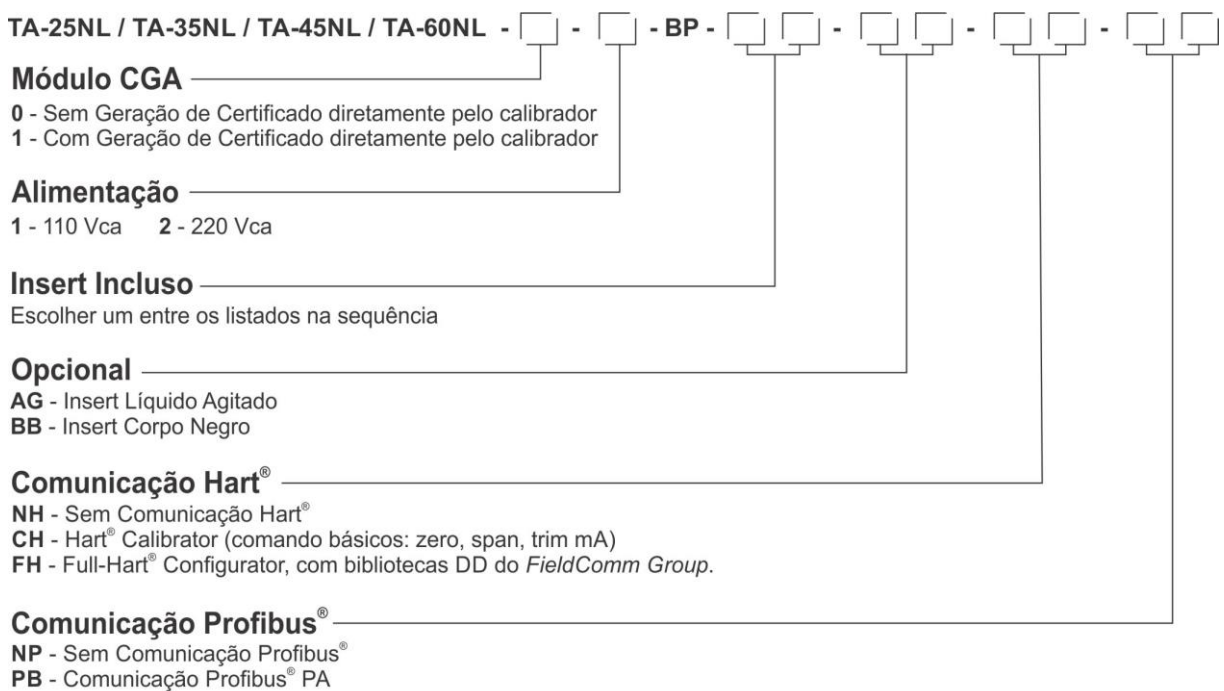 TA-25NL / TA-35NL / TA-45NL / TA-60NL - - - BP - - - -
Módulo CGA
0 - Sem Geração de Certificado diretamente pelo calibrador
1 - Com Geração de Certificado diretamente pelo calibrador
Alimentação
1 - 110 Vca 2 - 220 Vca
Insert Incluso
Escolher um entre os listados na sequência
Opcional
AG - Insert Líquido Agitado
BB - Insert Corpo Negro
Comunicação Hart®
NH - Sem Comunicação Hart®
CH - Hart® Calibrator (comando básicos: zero, span, trim mA)
FH - Full-Hart® Configurator, com bibliotecas DD do FieldComm Group.
Comunicação Profibus®
NP - Sem Comunicação Profibus®
PB - Comunicação Profibus® PA